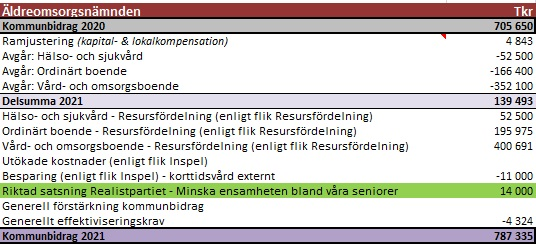 Äldreomsorgsnämnden Tkr
Kommunbidrag 2020 705 650
Ramjustering (kapital- & lokalkompensation) 4 843
Avgår: Hälso- och sjukvård -52 500
Avgår: Ordinärt boende -166 400
Avgår: Vård- och omsorgsboende -352 100
Delsumma 2021 139 493
Hälso- och sjukvård - Resursfördelning (enligt flik Resursfördelning) 52 500
Ordinärt boende - Resursfördelning (enligt flik Resursfördelning) 195 975
Vård- och omsorgsboende - Resursfördelning (enligt flik Resursfördelning) 400 691
Utökade kostnader (enligt flik Inspel)
Besparing (enligt flik Inspel) - korttidsvård externt -11 000
Riktad satsning Realistpartiet - Minska ensamheten bland våra seniorer 14 000
Generell förstärkning kommunbidrag
Generellt effektiviseringskrav -4 324
Kommunbidrag 2021 787 335